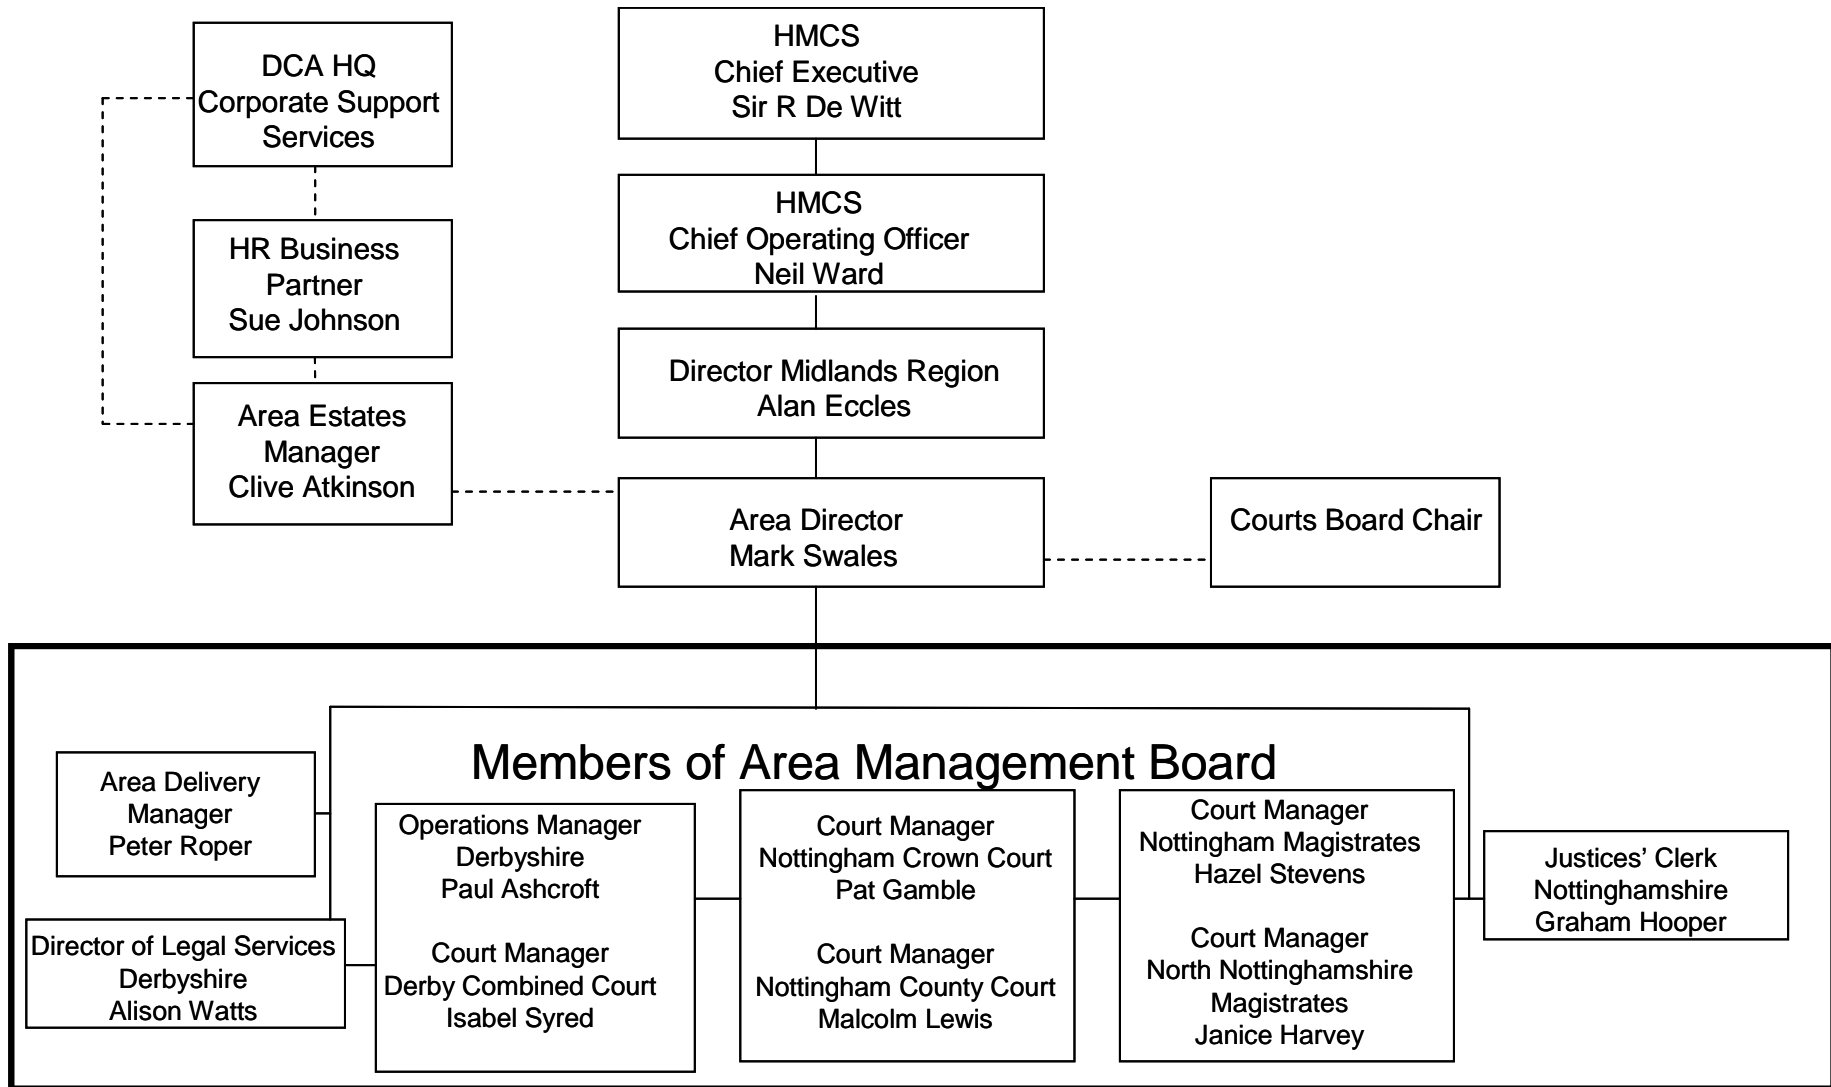 DCA HQ
Corporate Support
Services
HMCS
Chief Executive
Sir R De Witt
HMCS
Chief Operating Officer
Neil Ward
HR Business
Partner
Sue Johnson
Director Midlands Region
Alan Eccles
Area Estates
Manager
Clive Atkinson
Area Director
Mark Swales
Courts Board Chair
Members of Area Management Board
Area Delivery
Manager
Peter Roper
Director of Legal Services
Derbyshire
Alison Watts
Operations Manager
Derbyshire
Paul Ashcroft
Court Manager
Derby Combined Court
Isabel Syred
Court Manager
Nottingham Crown Court
Pat Gamble
Court Manager
Nottingham County Court
Malcolm Lewis
Court Manager
Nottingham Magistrates
Hazel Stevens
Court Manager
North Nottinghamshire
Magistrates
Janice Harvey
Justices’ Clerk
Nottinghamshire
Graham Hooper